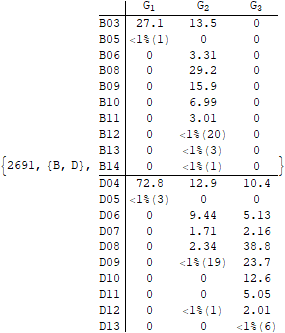 G1 G2 G3
B03 27.1 13.5 0
B05 <1%(1) 0 0
B06 0 3.31 0
B08 0 29.2 0
B09 0 15.9 0
B10 0 6.99 0
B11 0 3.01 0
B12 0 <1%(20) 0
B13 0 <1%(3) 0
{2691, {B, D}, B14 0 <1%(1) 0 }
D04 72.8 12.9 10.4
D05 <1%(3) 0 0
D06 0 9.44 5.13
D07 0 1.71 2.16
D08 0 2.34 38.8
D09 0 <1%(19) 23.7
D10 0 0 12.6
D11 0 0 5.05
D12 0 <1%(1) 2.01
D13 0 0 <1%(6)